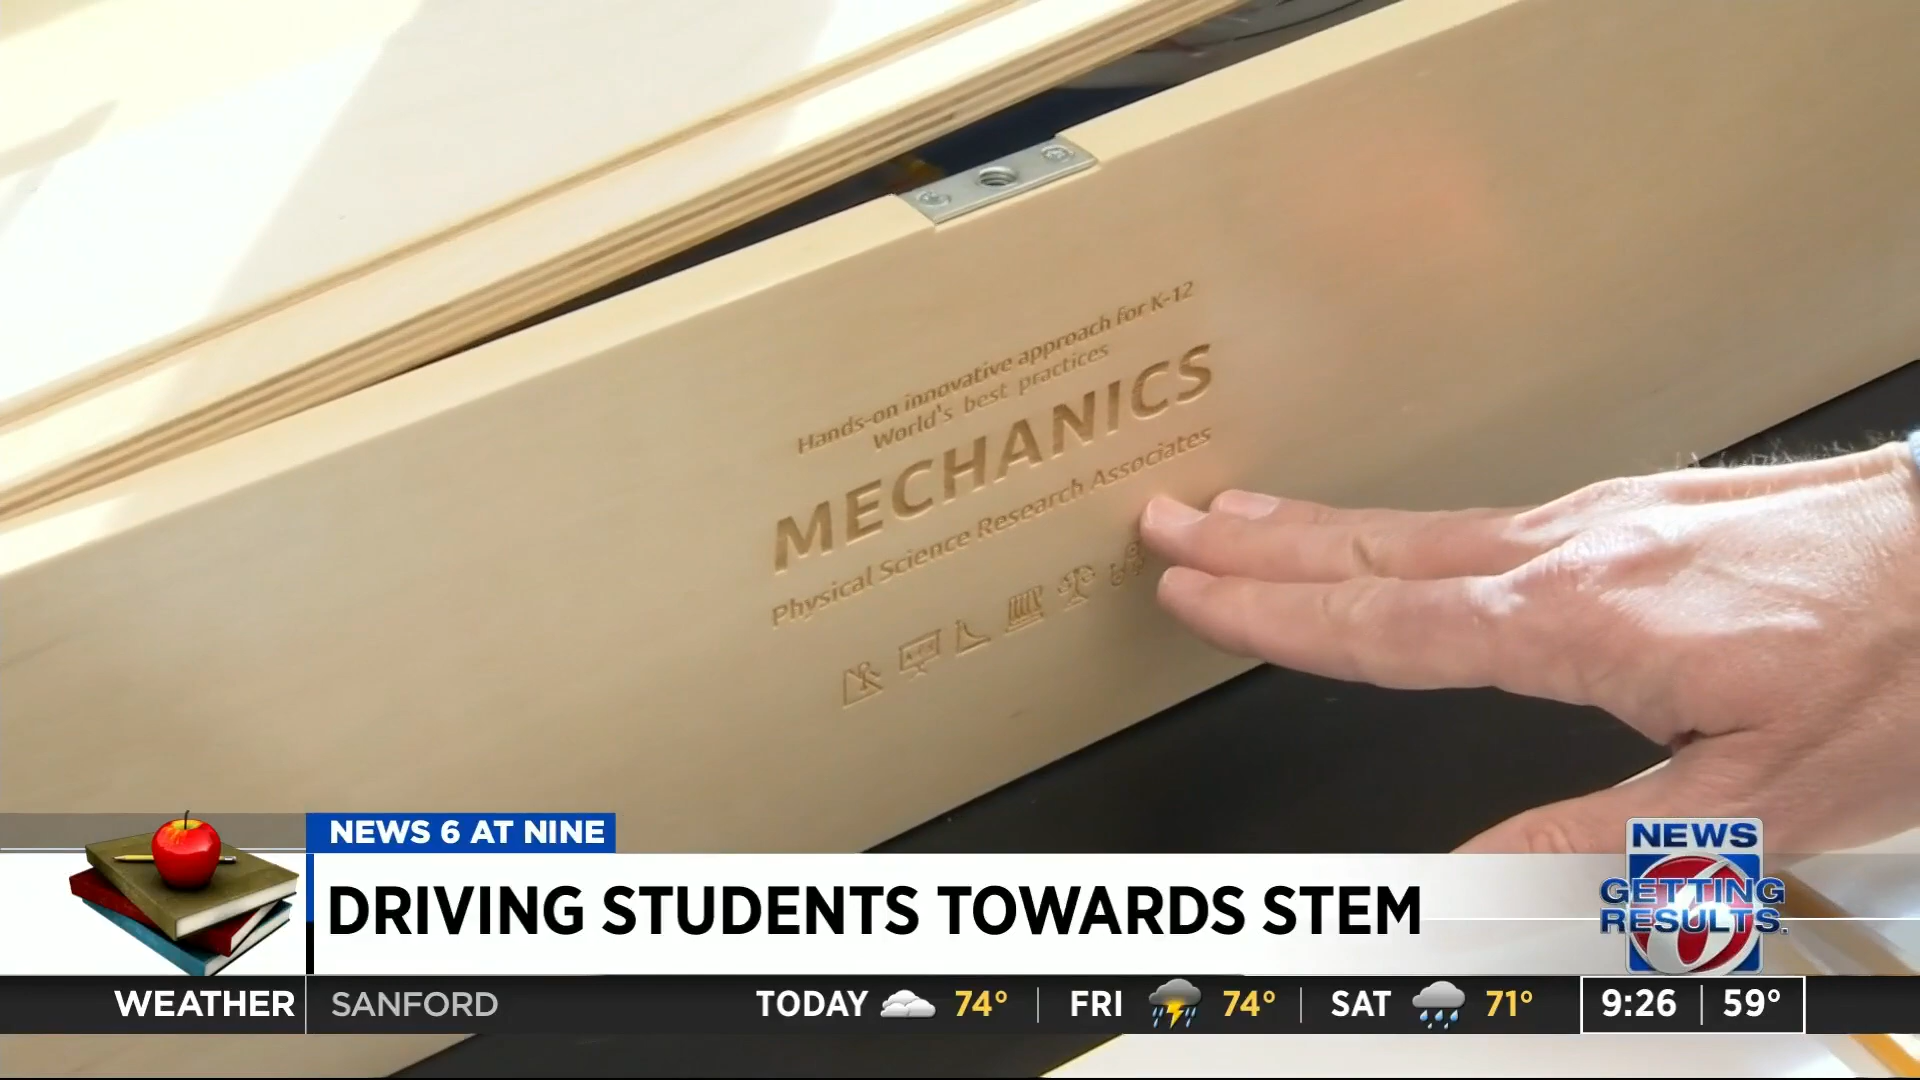 Hands-on innovative approach for K-12
World's best practices
MECHANICS
Physical Science Research Associates
NEWS 6 AT NINE
DRIVING STUDENTS TOWARDS STEM
NEWS
GETTING
RESULTS.
6
WEATHER SANFORD TODAY 74° FRI 74° SAT 71° 9:26 59°